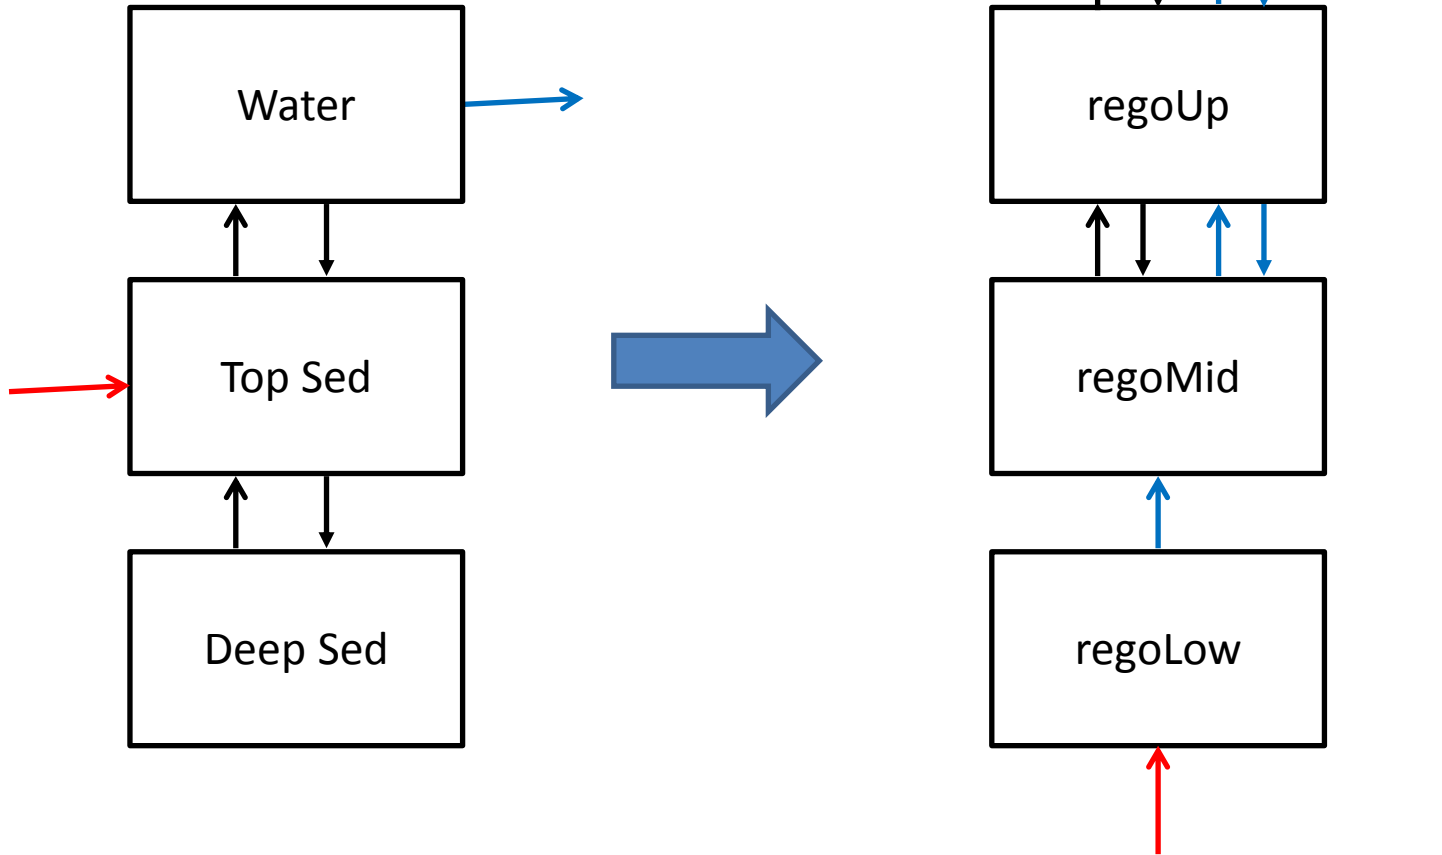 Water
Top Sed
Deep Sed
regoUp
regoMid
regoLow